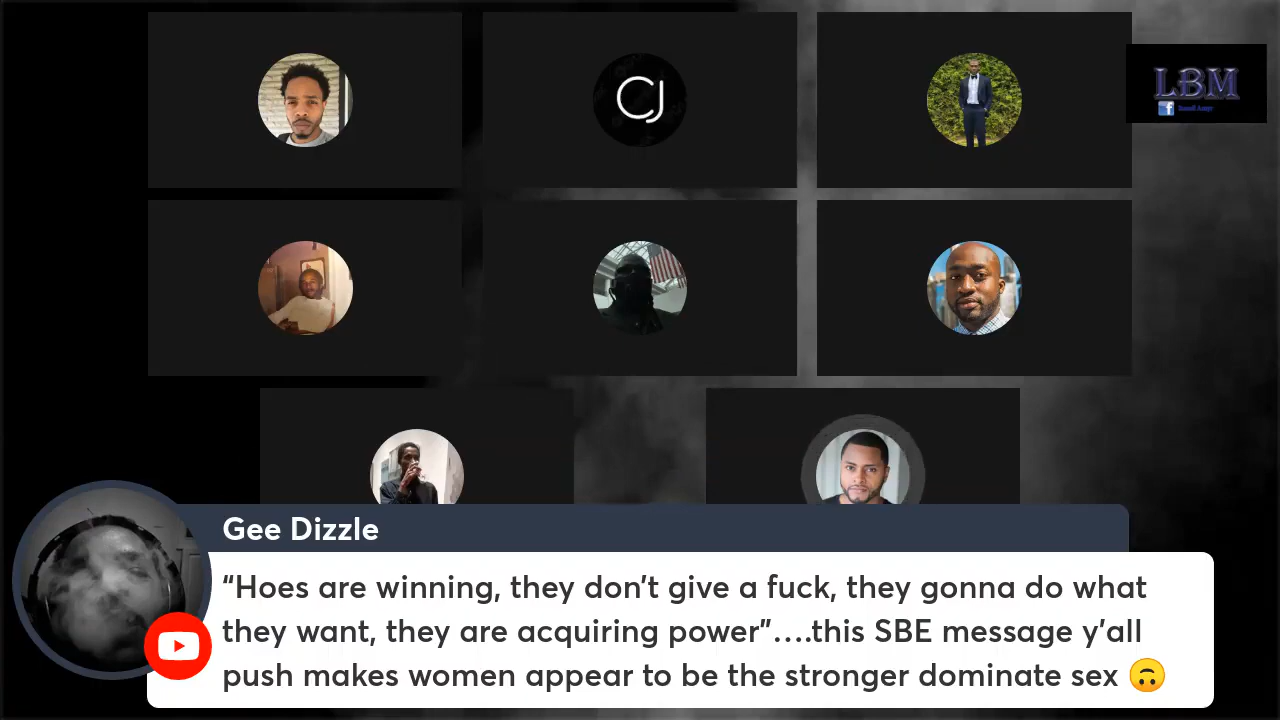 CJ
LBM
Gee Dizzle
“Hoes are winning, they don’t give a fuck, they gonna do what
they want, they are acquiring power”....this SBE message y’all
push makes women appear to be the stronger dominate sex 🙃